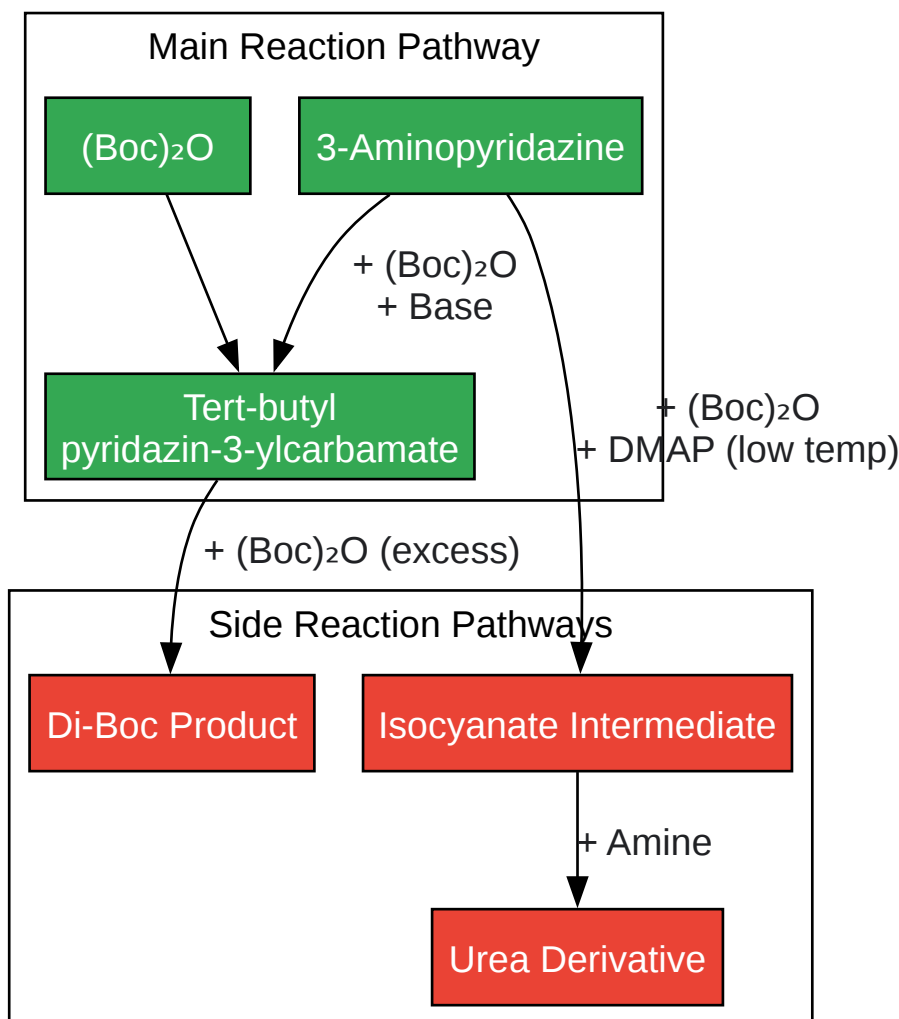 Main Reaction Pathway
(Boc)₂O
3-Aminopyridazine
+ (Boc)₂O
+ Base
Tert-butyl
pyridazin-3-ylcarbamate
+ (Boc)₂O
+ DMAP (low temp)
+ (Boc)₂O (excess)
Side Reaction Pathways
Di-Boc Product
Isocyanate Intermediate
+ Amine
Urea Derivative